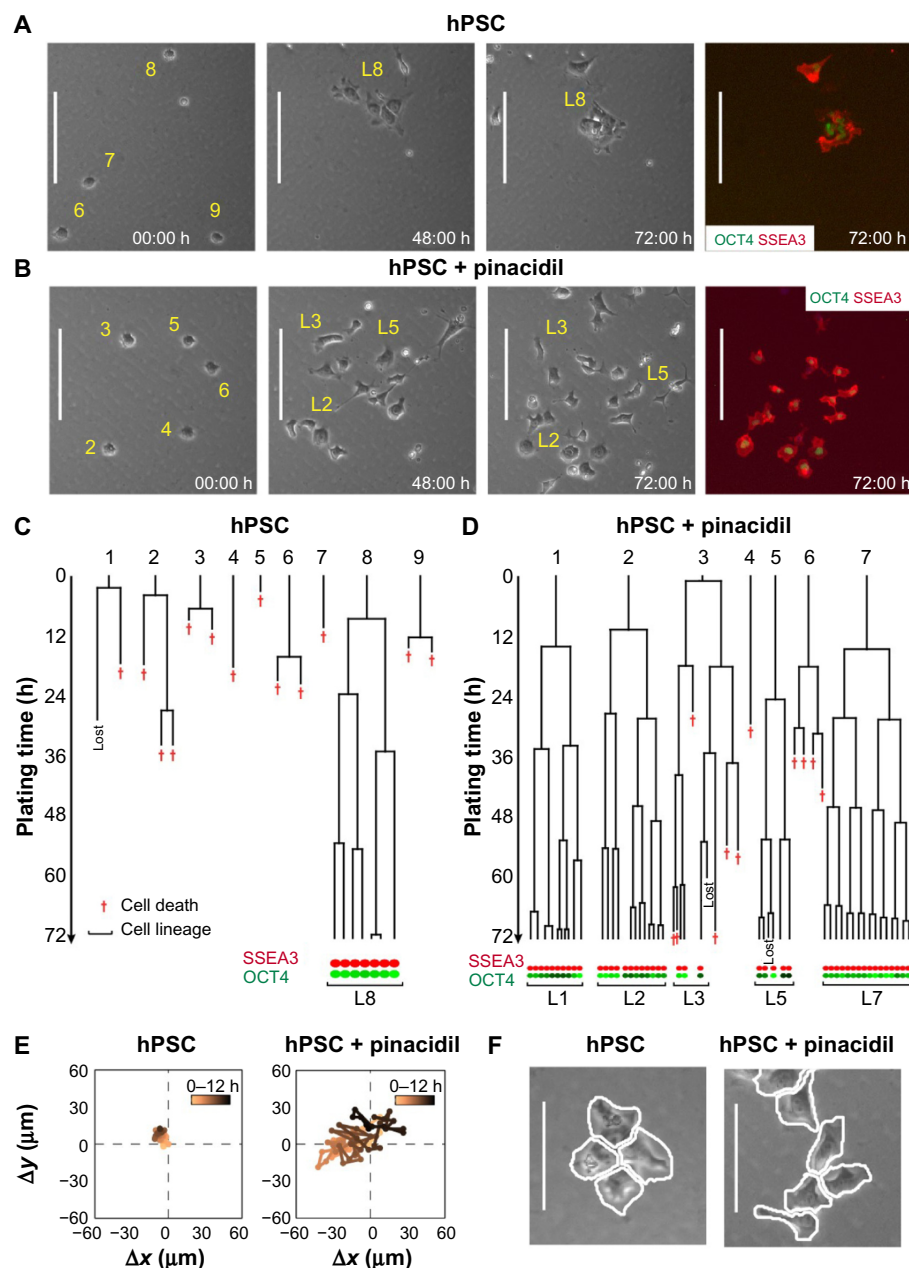 A
hPSC
8
7
6
9
00:00 h
L8
48:00 h
L8
72:00 h
OCT4 SSEA3
72:00 h
B
hPSC + pinacidil
3
5
6
4
2
00:00 h
L3
L5
L2
48:00 h
L3
L5
L2
72:00 h
OCT4 SSEA3
72:00 h
C
hPSC
1 2 3 4 5 6 7 8 9
Plating time (h)
0
12
24
36
48
60
72
Lost
† Cell death
Cell lineage
SSEA3
OCT4
L8
D
hPSC + pinacidil
1 2 3 4 5 6 7
Plating time (h)
0
12
24
36
48
60
72
Lost
Lost
SSEA3
OCT4
L1 L2 L3 L5 L7
E
hPSC
hPSC + pinacidil
0–12 h
0–12 h
Δy (μm)
60
30
0
−30
−60
−60 −30 0 30 60
Δx (μm)
60
30
0
−30
−60
−60 −30 0 30 60
Δx (μm)
F
hPSC
hPSC + pinacidil